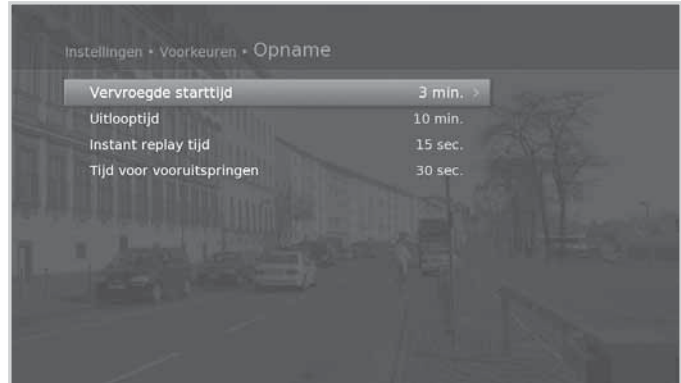 Instellingen • Voorkeuren • Opname
Vervroegde starttijd 3 min. >
Uitlooptijd 10 min.
Instant replay tijd 15 sec.
Tijd voor vooruitspringen 30 sec.